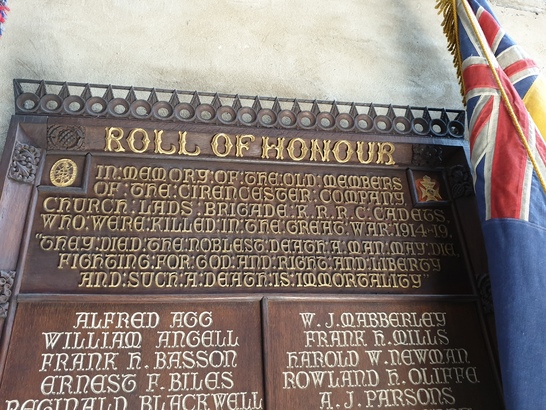 ROLL OF HONOUR
IN:MEMORY:OF:THE:OLD:MEMBERS
OF:THE:CIRENCESTER:COMPANY
CHURCH:LADS:BRIGADE:K.R.R.C.CADETS,
WHO:WERE:KILLED:IN:THE:GREAT:WAR:1914-19,
"THEY:DIED:THE:NOBLEST:DEATH:A:MAN:MAY:DIE,
FIGHTING:FOR:GOD:AND:RIGHT:AND:LIBERTY
AND:SUCH:A:DEATH:IS:IMMORTALITY"
ALFRED AGG
WILLIAM ANGELL
FRANK H. BASSON
ERNEST F. BILES
REGINALD BLACKWELL
W. J. MABBERLEY
FRANK H. MILLS
HAROLD W. NEWMAN
ROWLAND H. OLIFFE
A. J. PARSONS